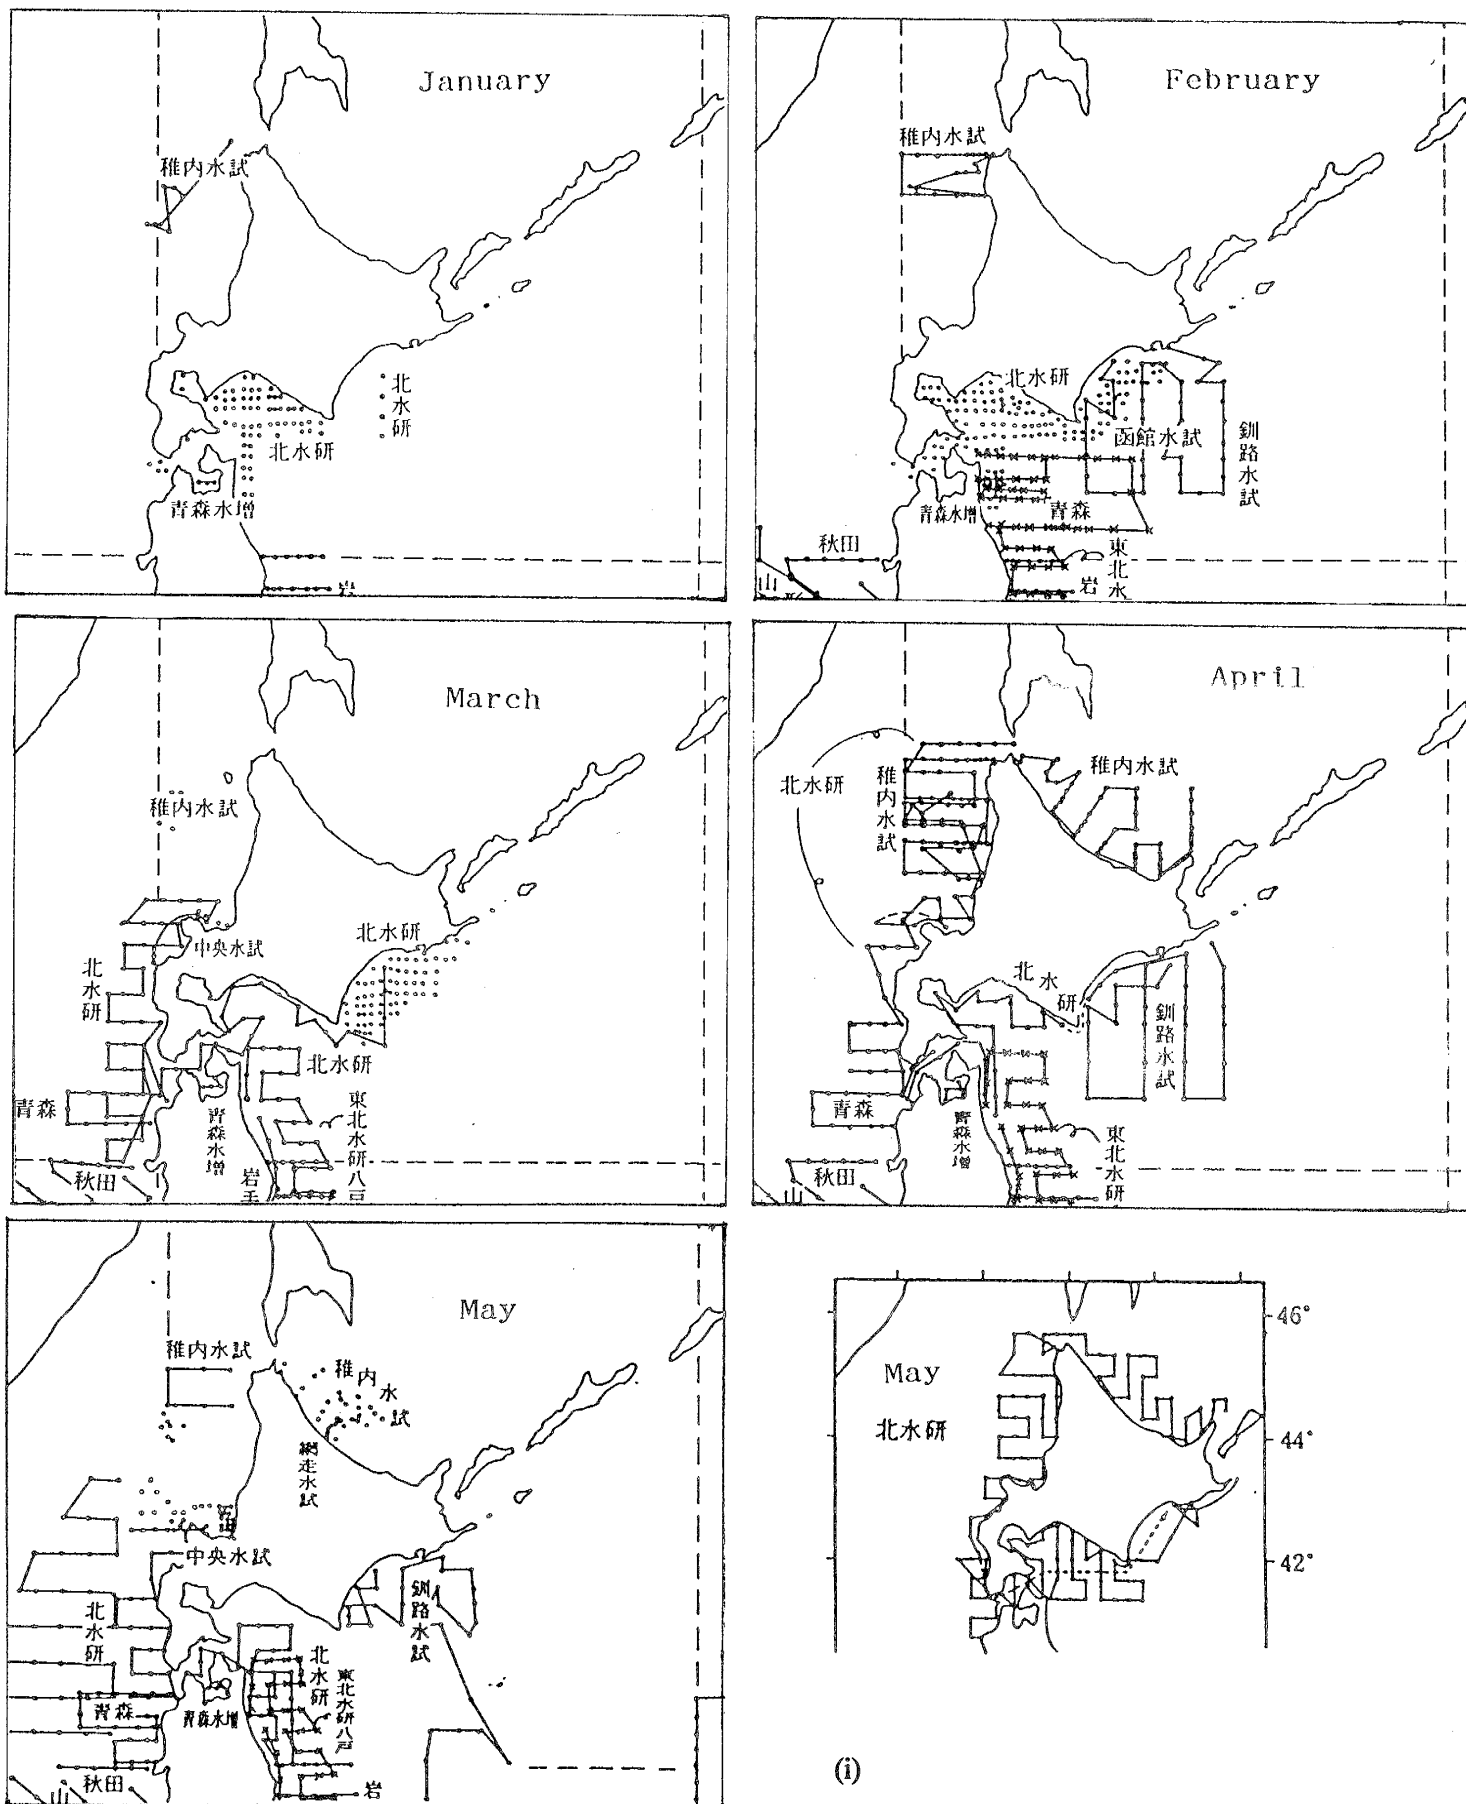 January
稚内水試
北水研
北水研
青森水増
岩
February
稚内水試
北水研
函館水試
釧路水試
青森水増
青森
秋田
東北水
山
岩
March
稚内水試
中央水試
北水研
北水研
北水研
青森
青森水増
東北水研八戸
秋田
岩手
April
北水研
稚内水試
稚内水試
北水研
釧路水試
青森
青森水増
東北水研
秋田
山
May
稚内水試
稚内水試
網走水試
中央水試
北水研
釧路水試
北水研
東北水研八戸
青森
青森水増
秋田
山
岩
46°
May
北水研
44°
42°
(i)